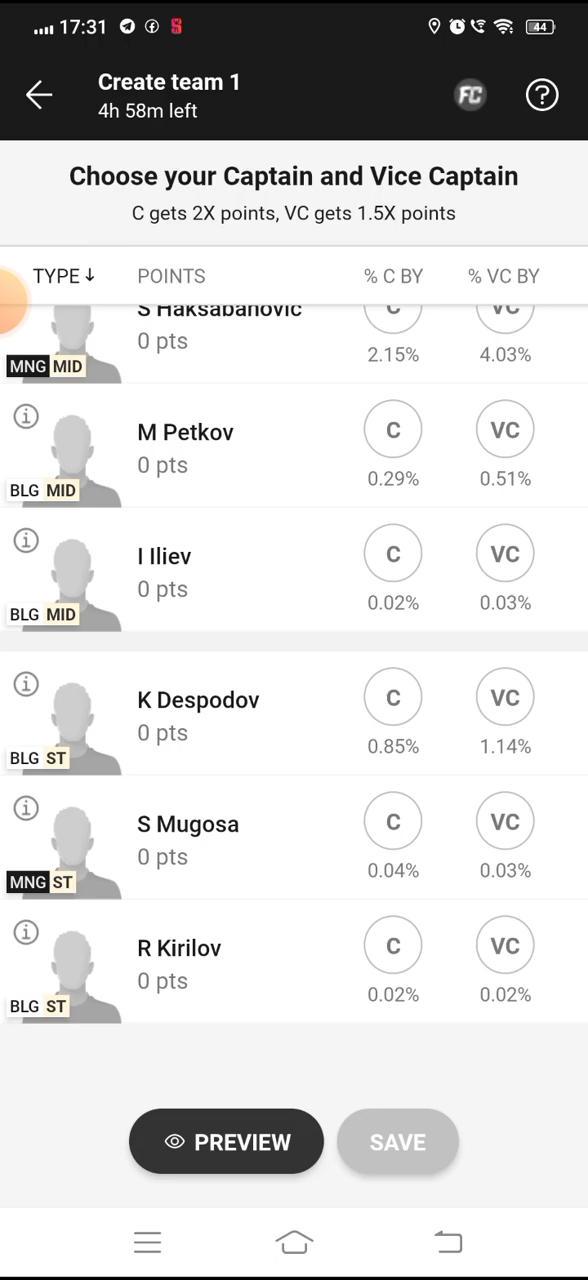 17:31
44
Create team 1
4h 58m left
FC
?
Choose your Captain and Vice Captain
C gets 2X points, VC gets 1.5X points
TYPE↓ POINTS % C BY % VC BY
S Haksabanovic C VC
0 pts 2.15% 4.03%
MNG MID
M Petkov C VC
0 pts 0.29% 0.51%
BLG MID
I Iliev C VC
0 pts 0.02% 0.03%
BLG MID
K Despodov C VC
0 pts 0.85% 1.14%
BLG ST
S Mugosa C VC
0 pts 0.04% 0.03%
MNG ST
R Kirilov C VC
0 pts 0.02% 0.02%
BLG ST
PREVIEW SAVE